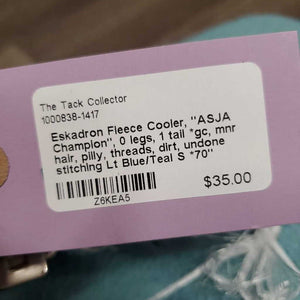 The Tack Collector
1000838-1417
Eskadron Fleece Cooler, "ASJA
Champion", 0 legs, 1 tail *gc, mnr
hair, pilly, threads, dirt, undone
stitching Lt Blue/Teal S *70"
$35.00
Z6KEA5